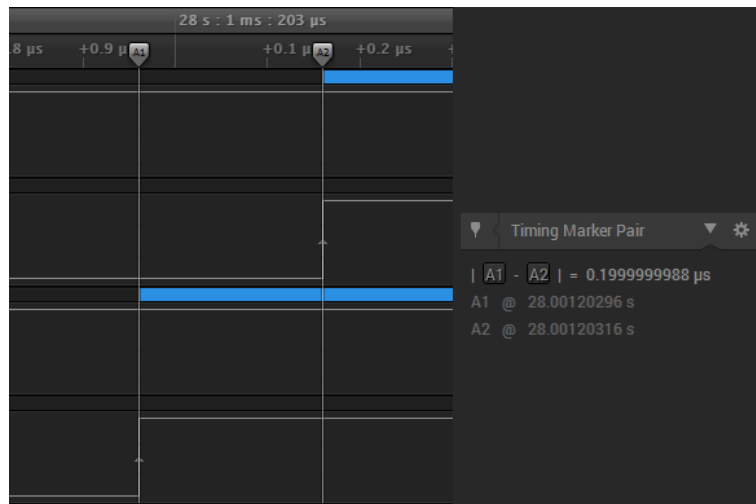 28 s : 1 ms : 203 µs
.8 µs +0.9 µ A1 +0.1 µ A2 +0.2 µs +
Timing Marker Pair
| A1 - A2 | = 0.1999999988 µs
A1 @ 28.00120296 s
A2 @ 28.00120316 s